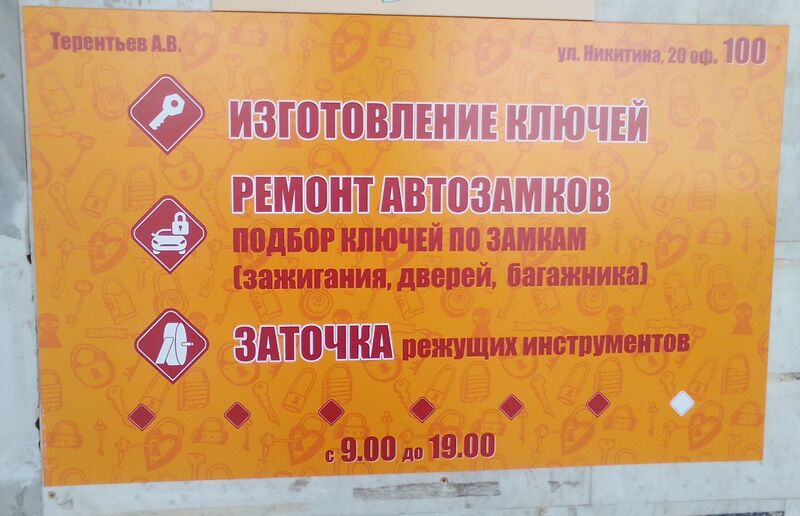 Терентьев А.В.
ул. Никитина, 20 оф. 100
ИЗГОТОВЛЕНИЕ КЛЮЧЕЙ
РЕМОНТ АВТОЗАМКОВ
ПОДБОР КЛЮЧЕЙ ПО ЗАМКАМ
(зажигания, дверей, багажника)
ЗАТОЧКА режущих инструментов
с 9.00 до 19.00